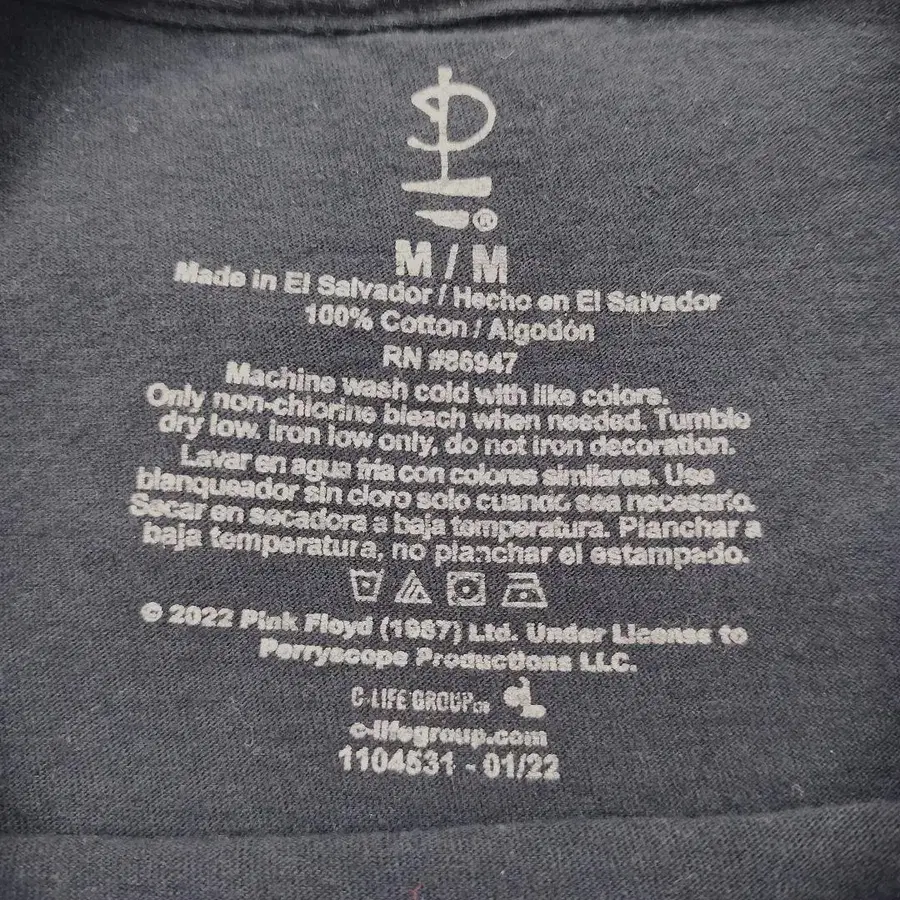 ®
M / M
Made in El Salvador / Hecho en El Salvador
100% Cotton / Algodón
RN #86947
Machine wash cold with like colors.
Only non-chlorine bleach when needed. Tumble
dry low. Iron low only, do not iron decoration.
Lavar en agua fria con colores similares. Use
blanqueador sin cloro solo cuando sea necesario.
Secar en secadora a baja temperatura. Planchar a
baja temperatura, no planchar el estampado.
© 2022 Pink Floyd (1987) Ltd. Under License to
Perryscope Productions LLC.
C-LIFE GROUP
c-lifegroup.com
1104531 - 01/22